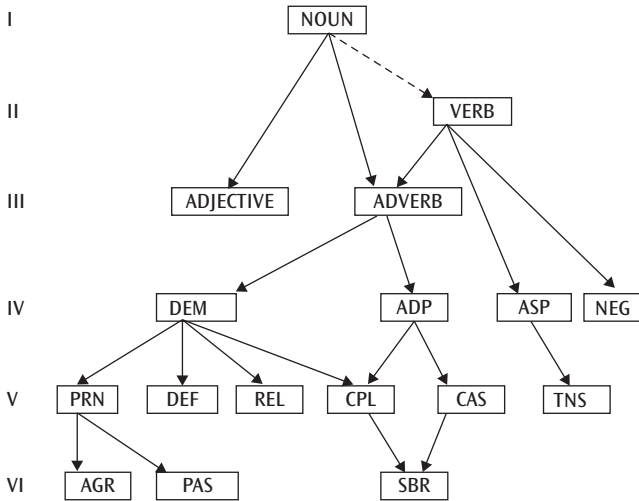 I NOUN
II VERB
III ADJECTIVE ADVERB
IV DEM ADP ASP NEG
V PRN DEF REL CPL CAS TNS
VI AGR PAS SBR